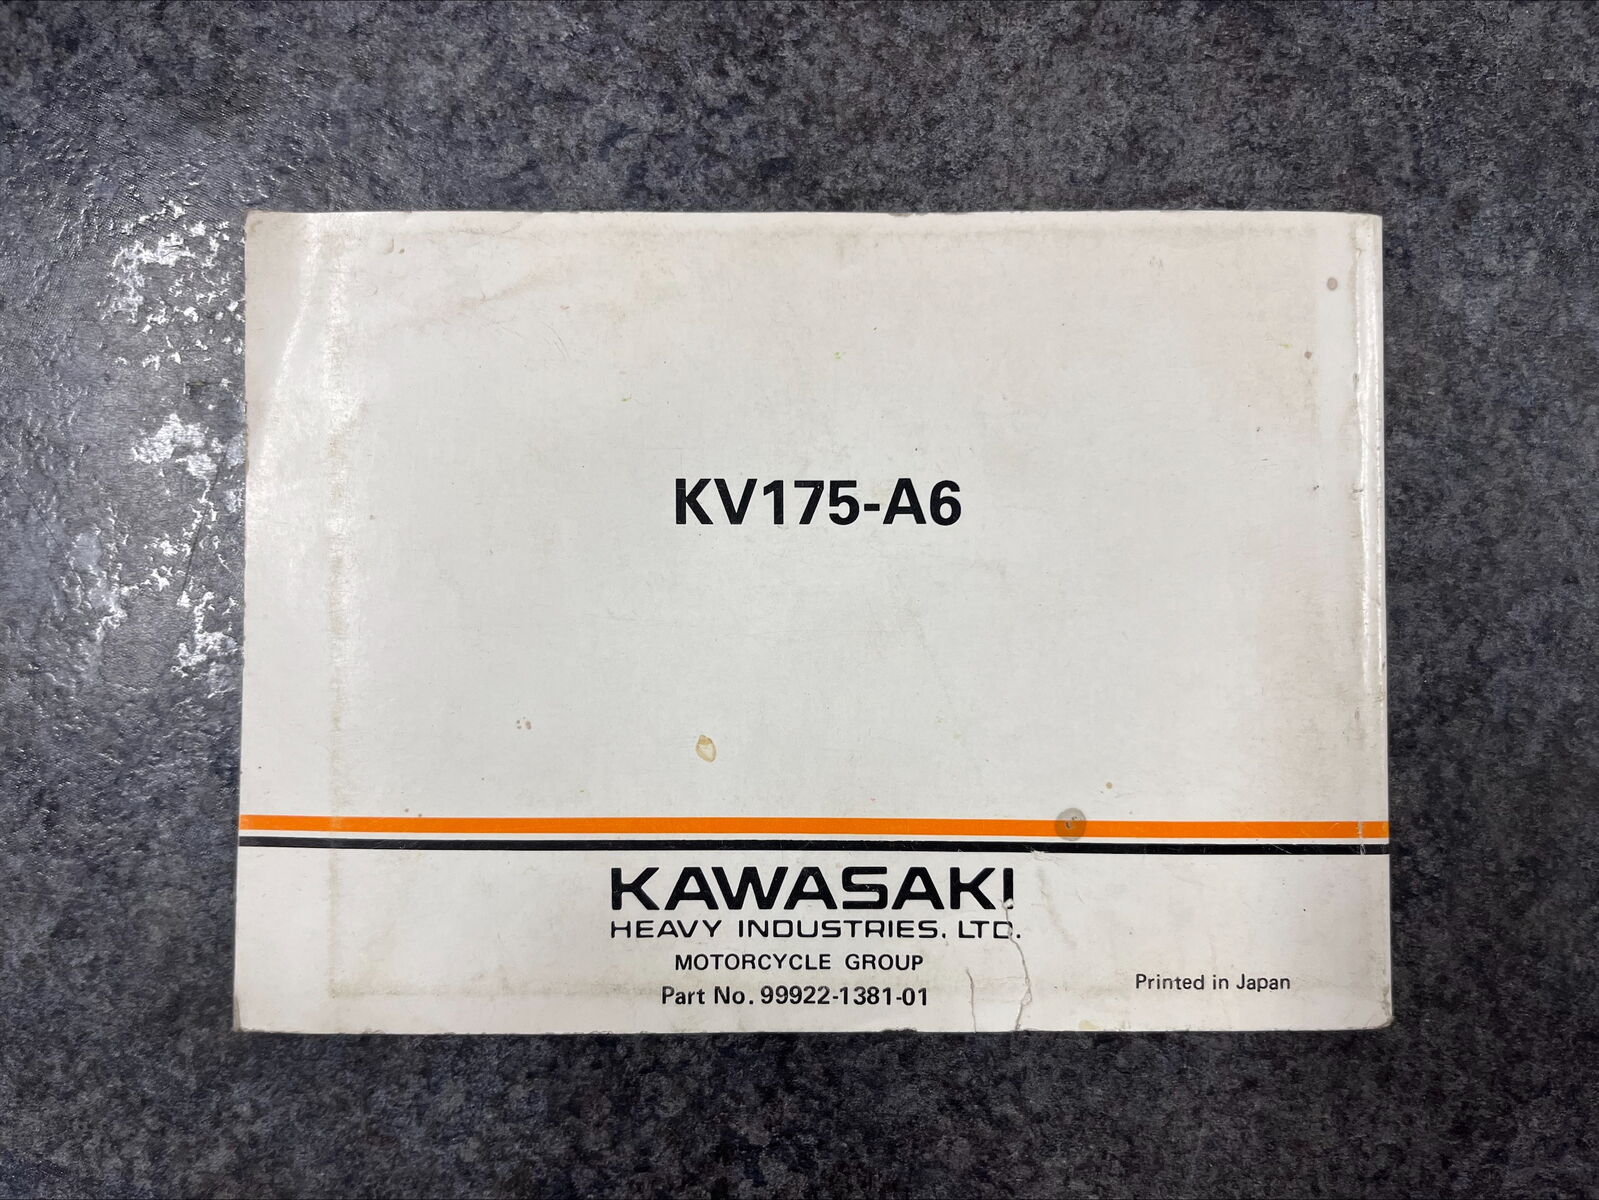 KV175-A6
KAWASAKI
HEAVY INDUSTRIES, LTD.
MOTORCYCLE GROUP
Part No. 99922-1381-01
Printed in Japan